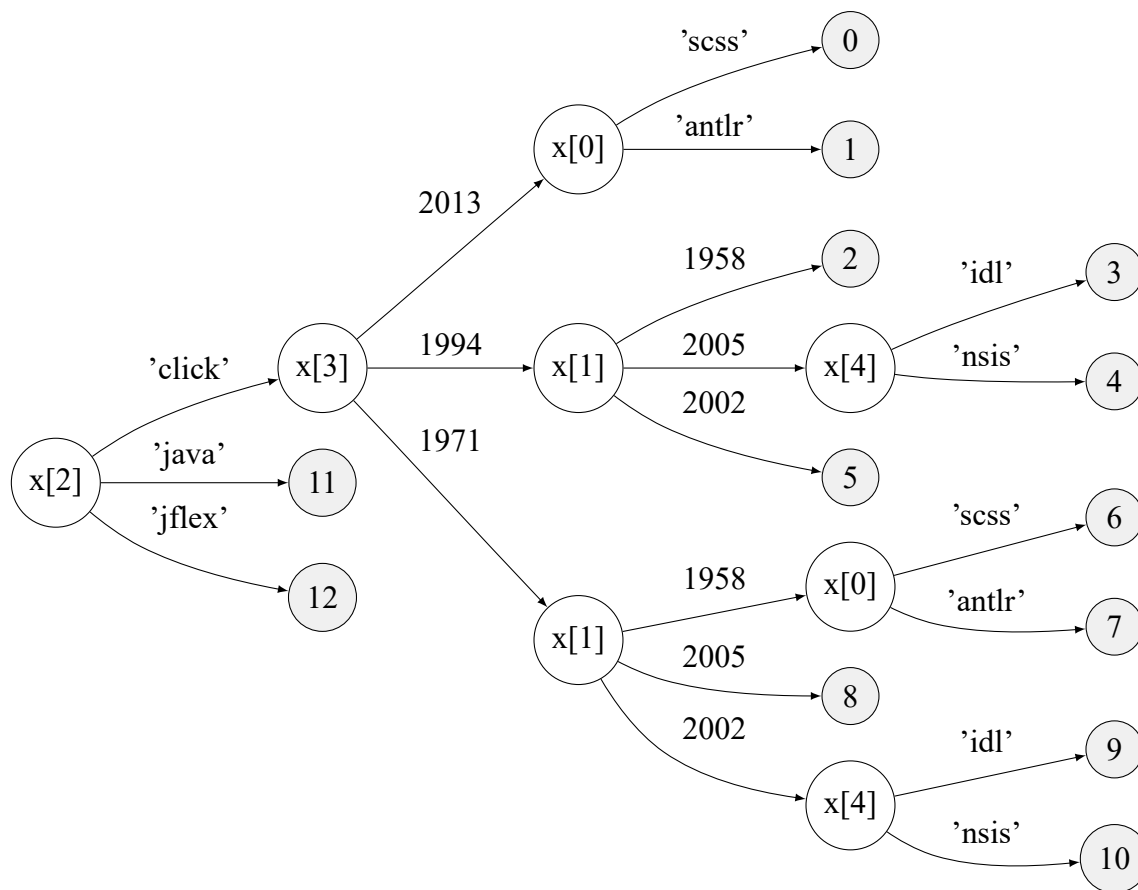 ’scss’
0
’antlr’
1
x[0]
2013
1958
2
’idl’
3
1994
x[1]
2005
x[4]
’nsis’
4
2002
5
’click’
x[3]
1971
x[2]
’java’
11
’jflex’
12
’scss’
6
1958
x[0]
’antlr’
7
x[1]
2005
8
2002
’idl’
9
x[4]
’nsis’
10